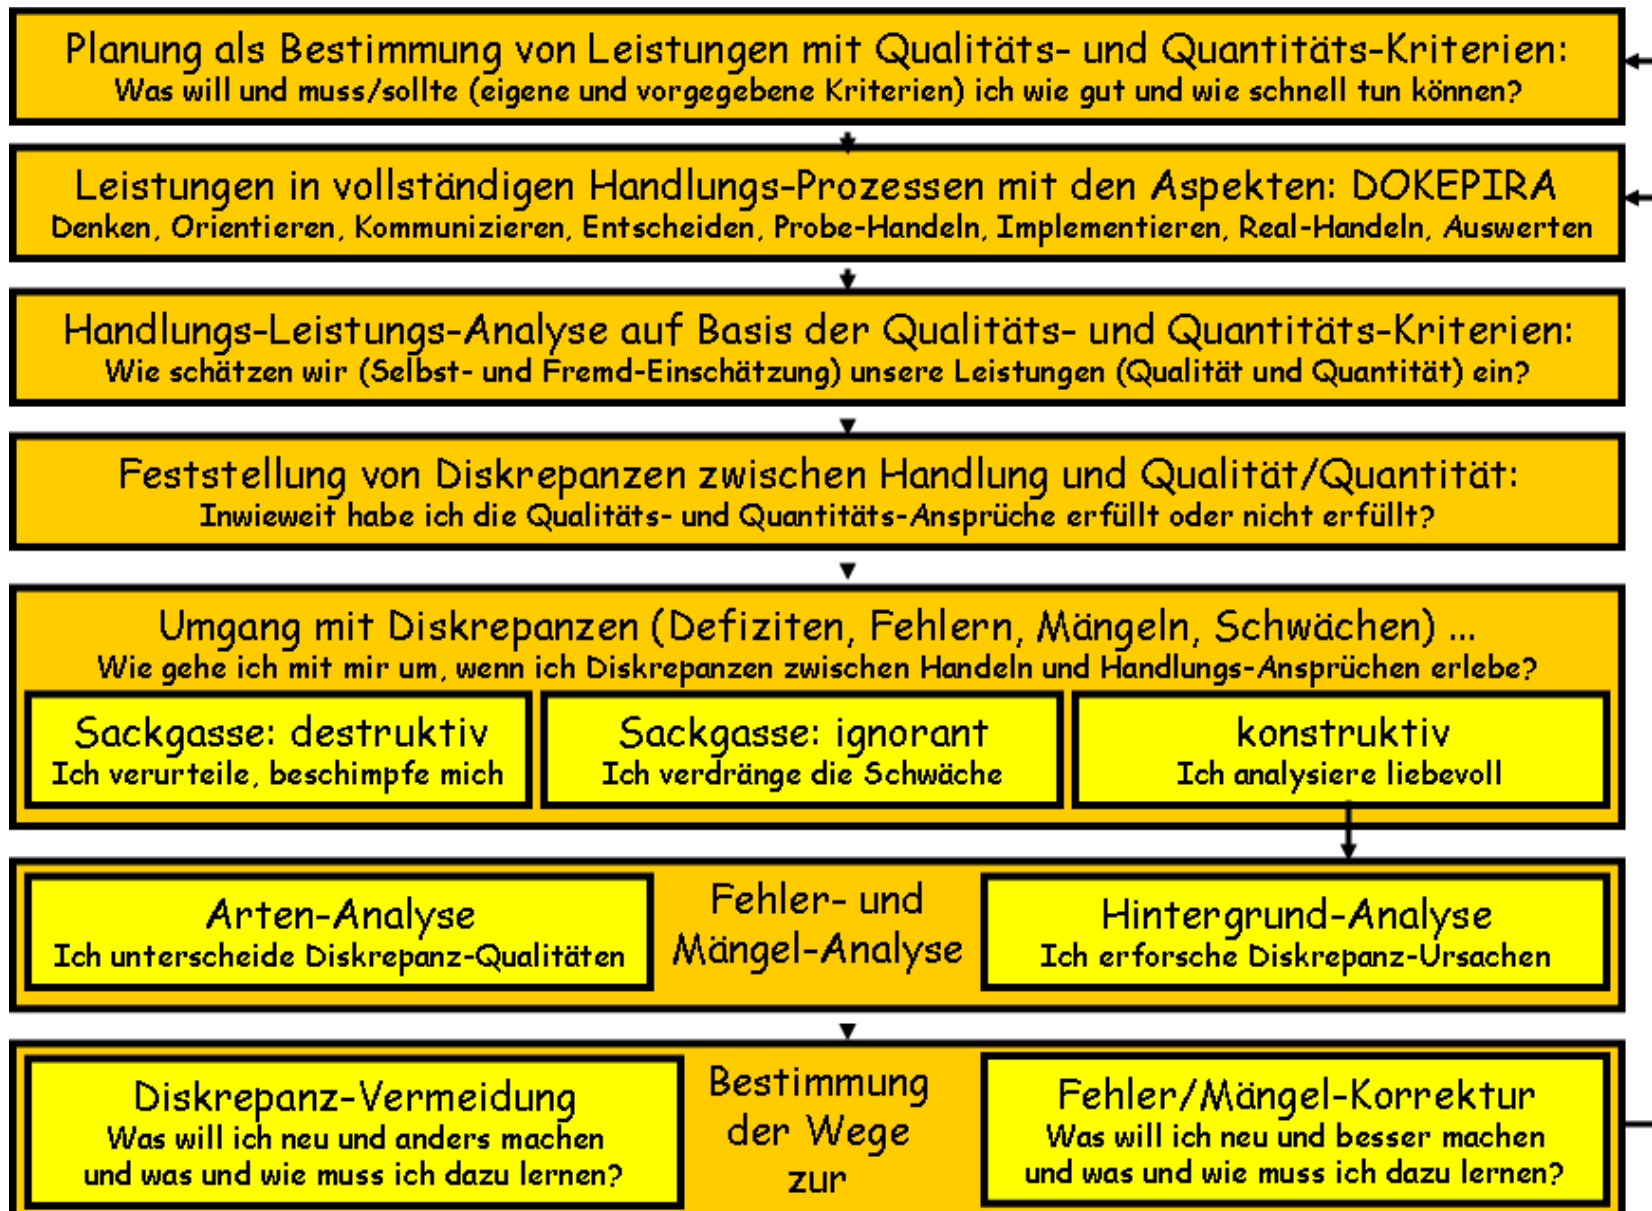 Planung als Bestimmung von Leistungen mit Qualitäts- und Quantitäts-Kriterien:
Was will und muss/sollte (eigene und vorgegebene Kriterien) ich wie gut und wie schnell tun können?
Leistungen in vollständigen Handlungs-Prozessen mit den Aspekten: DOKEPIRA
Denken, Orientieren, Kommunizieren, Entscheiden, Probe-Handeln, Implementieren, Real-Handeln, Auswerten
Handlungs-Leistungs-Analyse auf Basis der Qualitäts- und Quantitäts-Kriterien:
Wie schätzen wir (Selbst- und Fremd-Einschätzung) unsere Leistungen (Qualität und Quantität) ein?
Feststellung von Diskrepanzen zwischen Handlung und Qualität/Quantität:
Inwieweit habe ich die Qualitäts- und Quantitäts-Ansprüche erfüllt oder nicht erfüllt?
Umgang mit Diskrepanzen (Defiziten, Fehlern, Mängeln, Schwächen) ...
Wie gehe ich mit mir um, wenn ich Diskrepanzen zwischen Handeln und Handlungs-Ansprüchen erlebe?
Sackgasse: destruktiv
Ich verurteile, beschimpfe mich
Sackgasse: ignorant
Ich verdränge die Schwäche
konstruktiv
Ich analysiere liebevoll
Arten-Analyse
Ich unterscheide Diskrepanz-Qualitäten
Fehler- und
Mängel-Analyse
Hintergrund-Analyse
Ich erforsche Diskrepanz-Ursachen
Diskrepanz-Vermeidung
Was will ich neu und anders machen
und was und wie muss ich dazu lernen?
Bestimmung
der Wege
zur
Fehler/Mängel-Korrektur
Was will ich neu und besser machen
und was und wie muss ich dazu lernen?